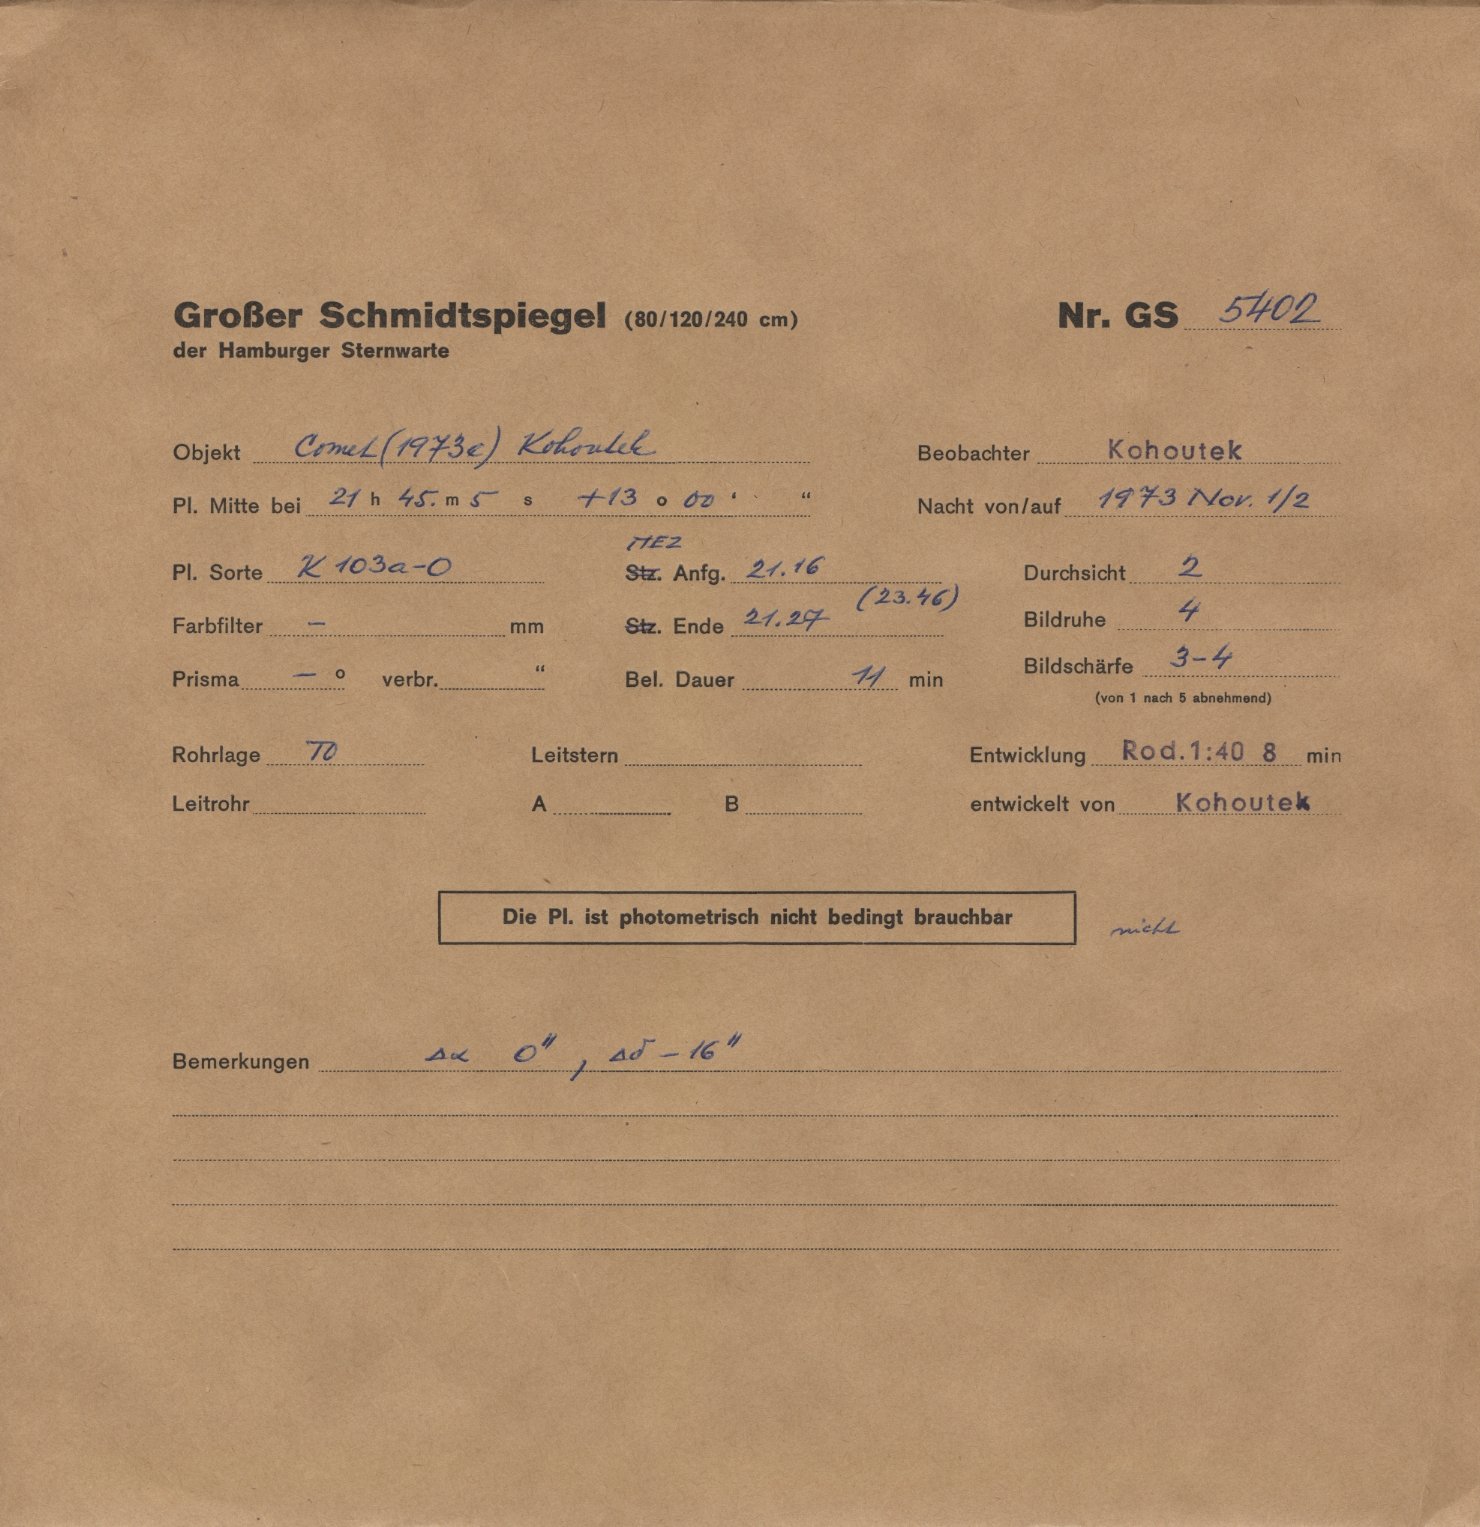 Großer Schmidtspiegel (80/120/240 cm) Nr. GS 5402
der Hamburger Sternwarte
Objekt Comet (1973e) Kohoutek Beobachter Kohoutek
Pl. Mitte bei 21 h 45. m 5 s +13 o 00 ‘ “ Nacht von/auf 1973 Nov. 1/2
MEZ
Pl. Sorte K 103a-O Stz. Anfg. 21.16 Durchsicht 2
(23.46)
Farbfilter – mm Stz. Ende 21.27 Bildruhe 4
Prisma – o verbr. “ Bel. Dauer 11 min Bildschärfe 3-4
(von 1 nach 5 abnehmend)
Rohrlage TO Leitstern Entwicklung Rod.1:40 8 min
Leitrohr A B entwickelt von Kohoutek
Die Pl. ist photometrisch nicht bedingt brauchbar nicht
Bemerkungen Δα 0" , Δδ – 16"